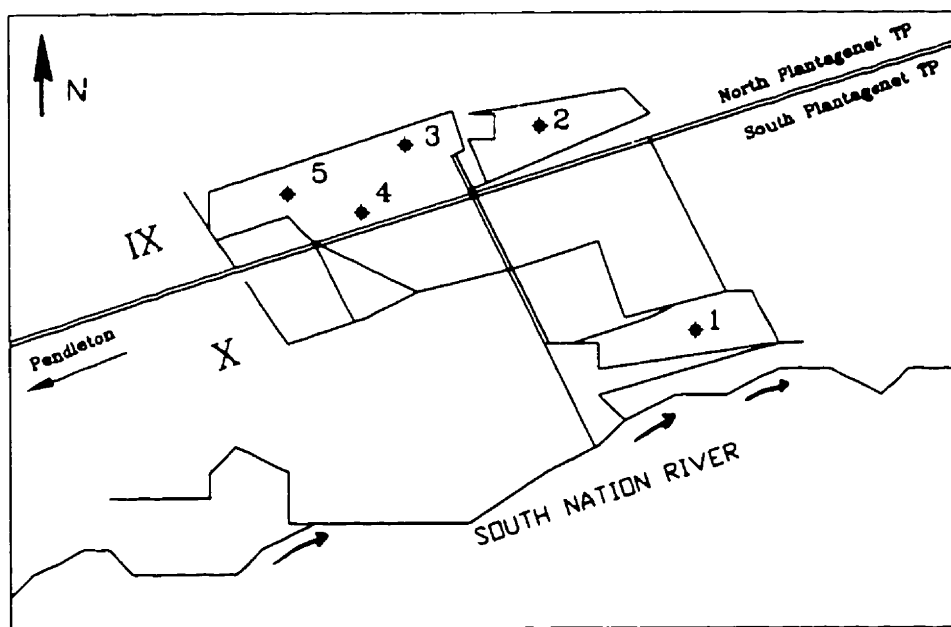 North Plantagenet TP
South Plantagenet TP
N
2
3
5
4
IX
1
Pendleton
X
SOUTH NATION RIVER